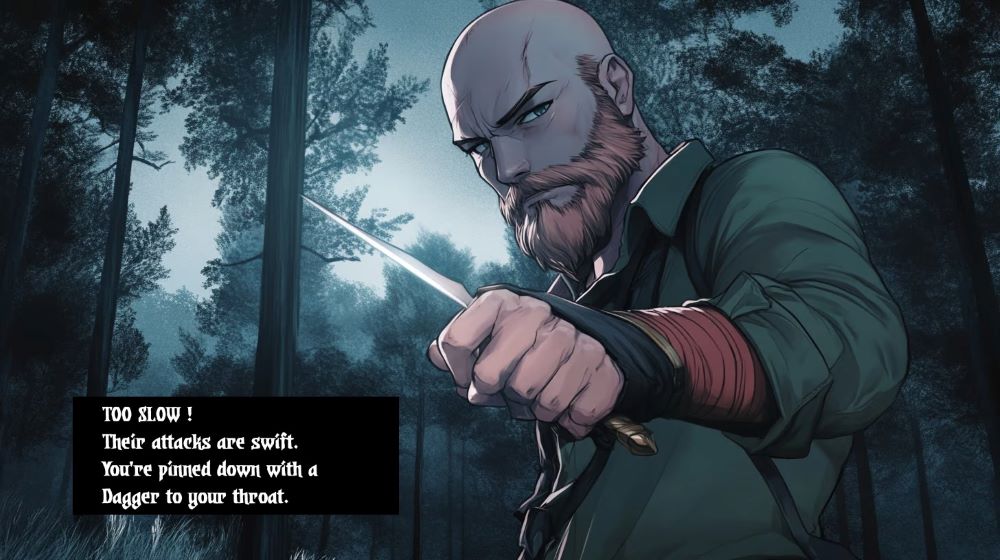 TOO SLOW !
Their attacks are swift.
You're pinned down with a
Dagger to your throat.